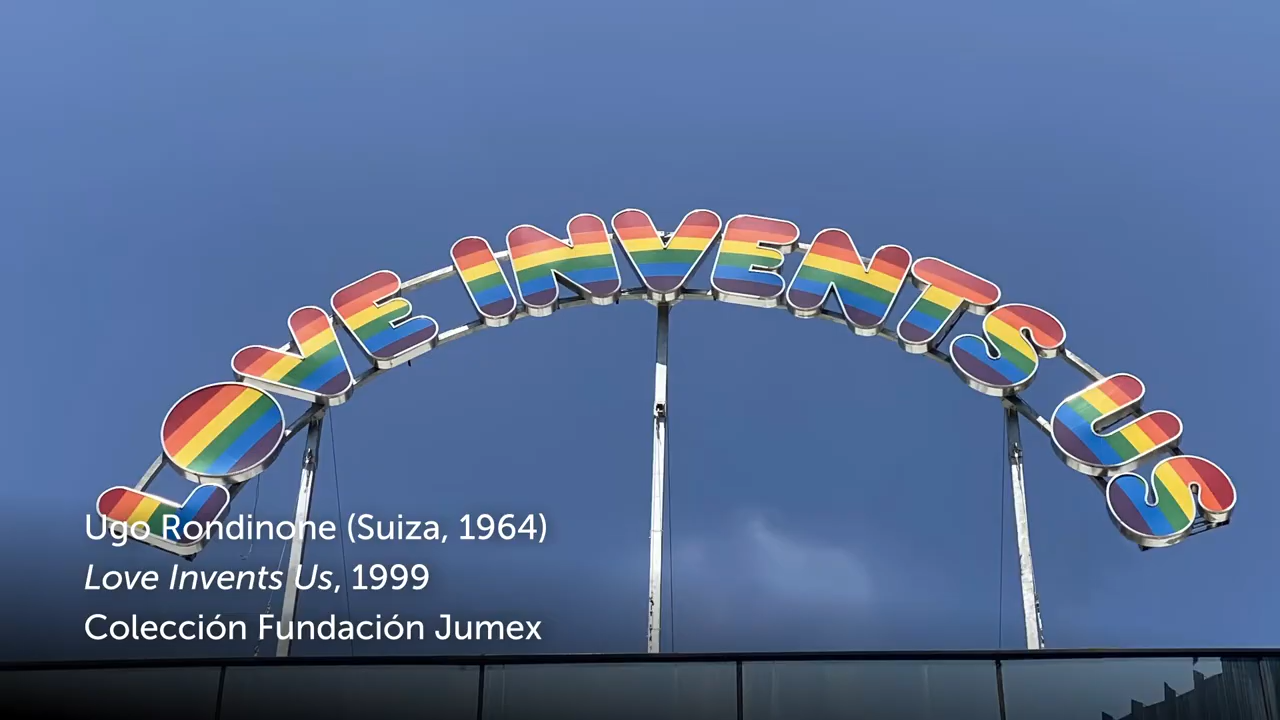 LOVE INVENTS US
Ugo Rondinone (Suiza, 1964)
Love Invents Us, 1999
Colección Fundación Jumex